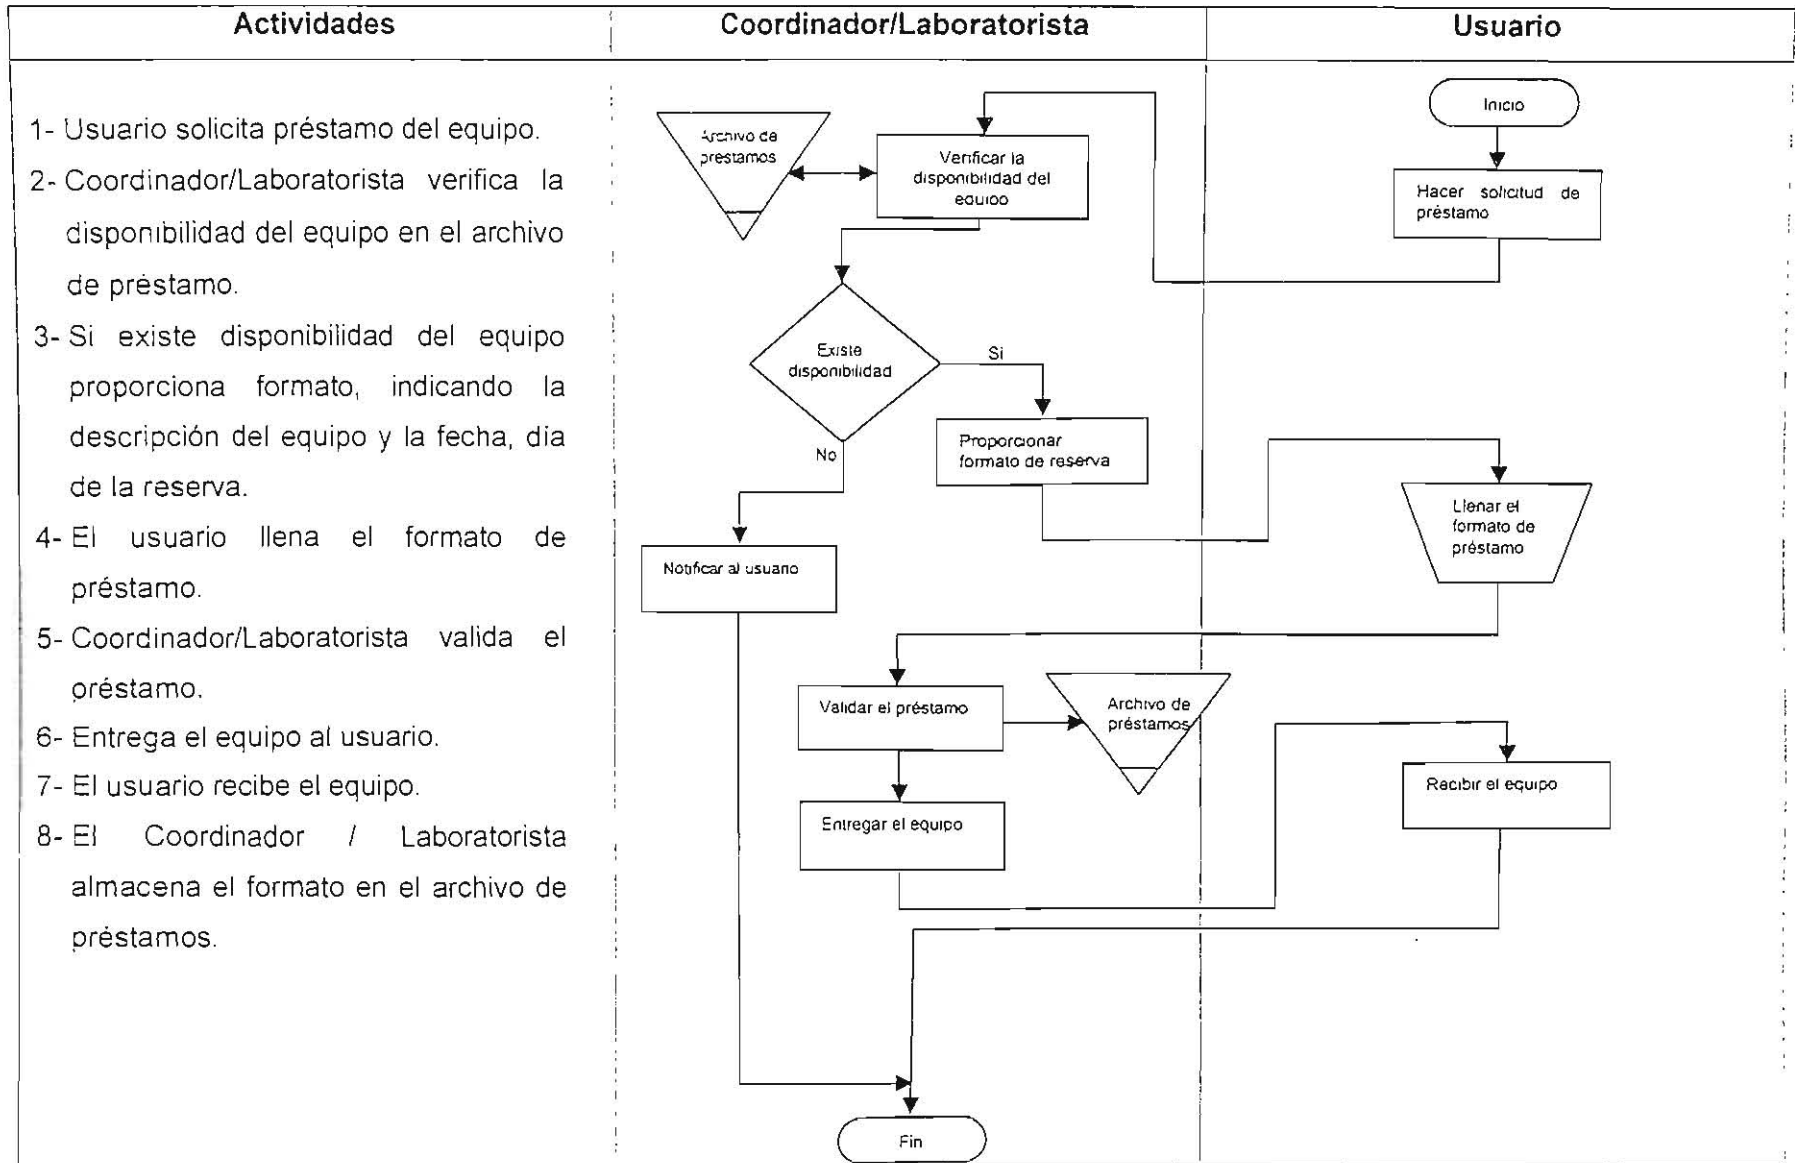 Actividades
Coordinador/Laboratorista
Usuario
1- Usuario solicita préstamo del equipo.
2- Coordinador/Laboratorista verifica la
disponibilidad del equipo en el archivo
de préstamo.
3- Si existe disponibilidad del equipo
proporciona formato, indicando la
descripción del equipo y la fecha, día
de la reserva.
4- El usuario llena el formato de
préstamo.
5- Coordinador/Laboratorista valida el
préstamo.
6- Entrega el equipo al usuario.
7- El usuario recibe el equipo.
8- El Coordinador / Laboratorista
almacena el formato en el archivo de
préstamos.
Inicio
Hacer solicitud de
préstamo
Archivo de
prestamos
Verificar la
disponibilidad del
equipo
Existe
disponibilidad
Si
No
Proporcionar
formato de reserva
Llenar el
formato de
préstamo
Notificar al usuario
Validar el préstamo
Archivo de
préstamos
Entregar el equipo
Recibir el equipo
Fin